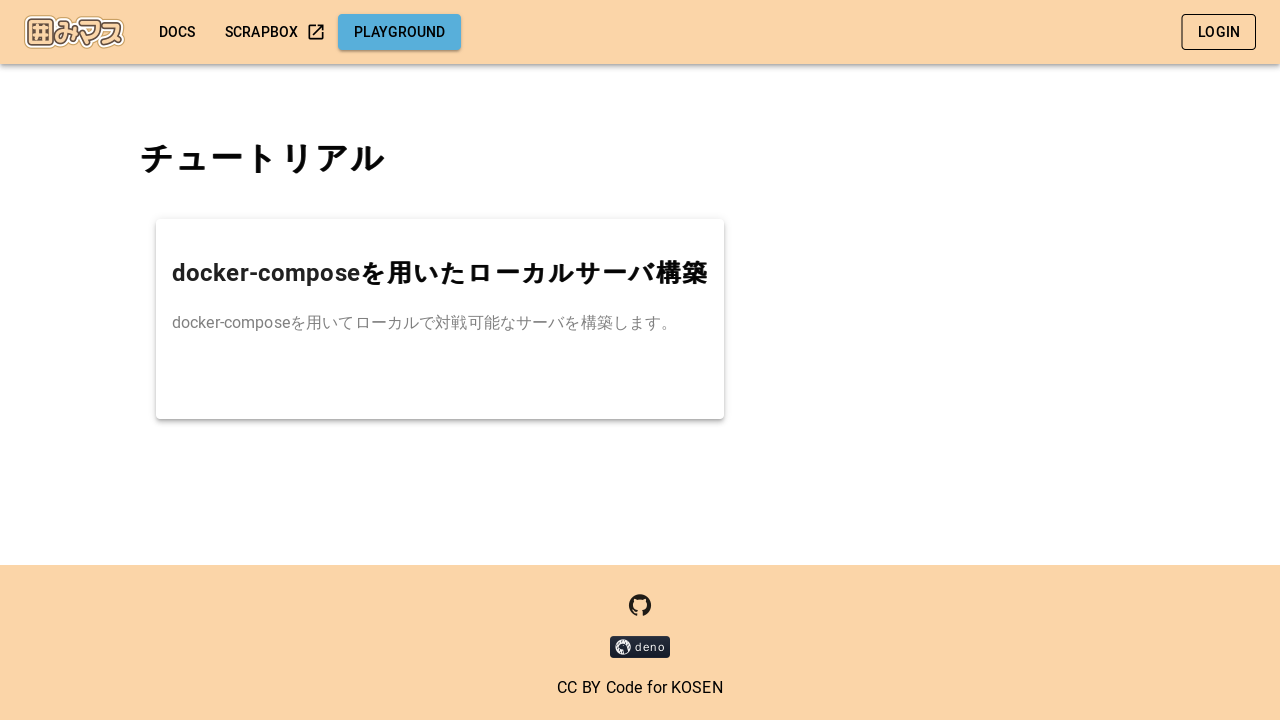 囲みマス
DOCS
SCRAPBOX
PLAYGROUND
LOGIN
チュートリアル
docker-composeを用いたローカルサーバ構築
docker-composeを用いてローカルで対戦可能なサーバを構築します。
deno
CC BY Code for KOSEN